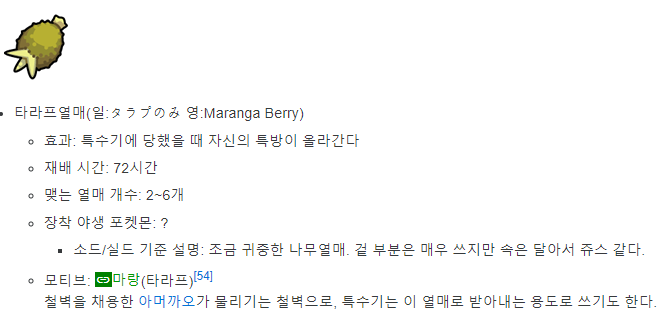 타라프열매(일:タラプのみ 영:Maranga Berry)
효과: 특수기에 당했을 때 자신의 특방이 올라간다
재배 시간: 72시간
맺는 열매 개수: 2~6개
장착 야생 포켓몬: ?
소드/실드 기준 설명: 조금 귀중한 나무열매. 겉 부분은 매우 쓰지만 속은 달아서 쥬스 같다.
모티브: 마랑(타라프)[54]
철벽을 채용한 아머까오가 물리기는 철벽으로, 특수기는 이 열매로 받아내는 용도로 쓰기도 한다.